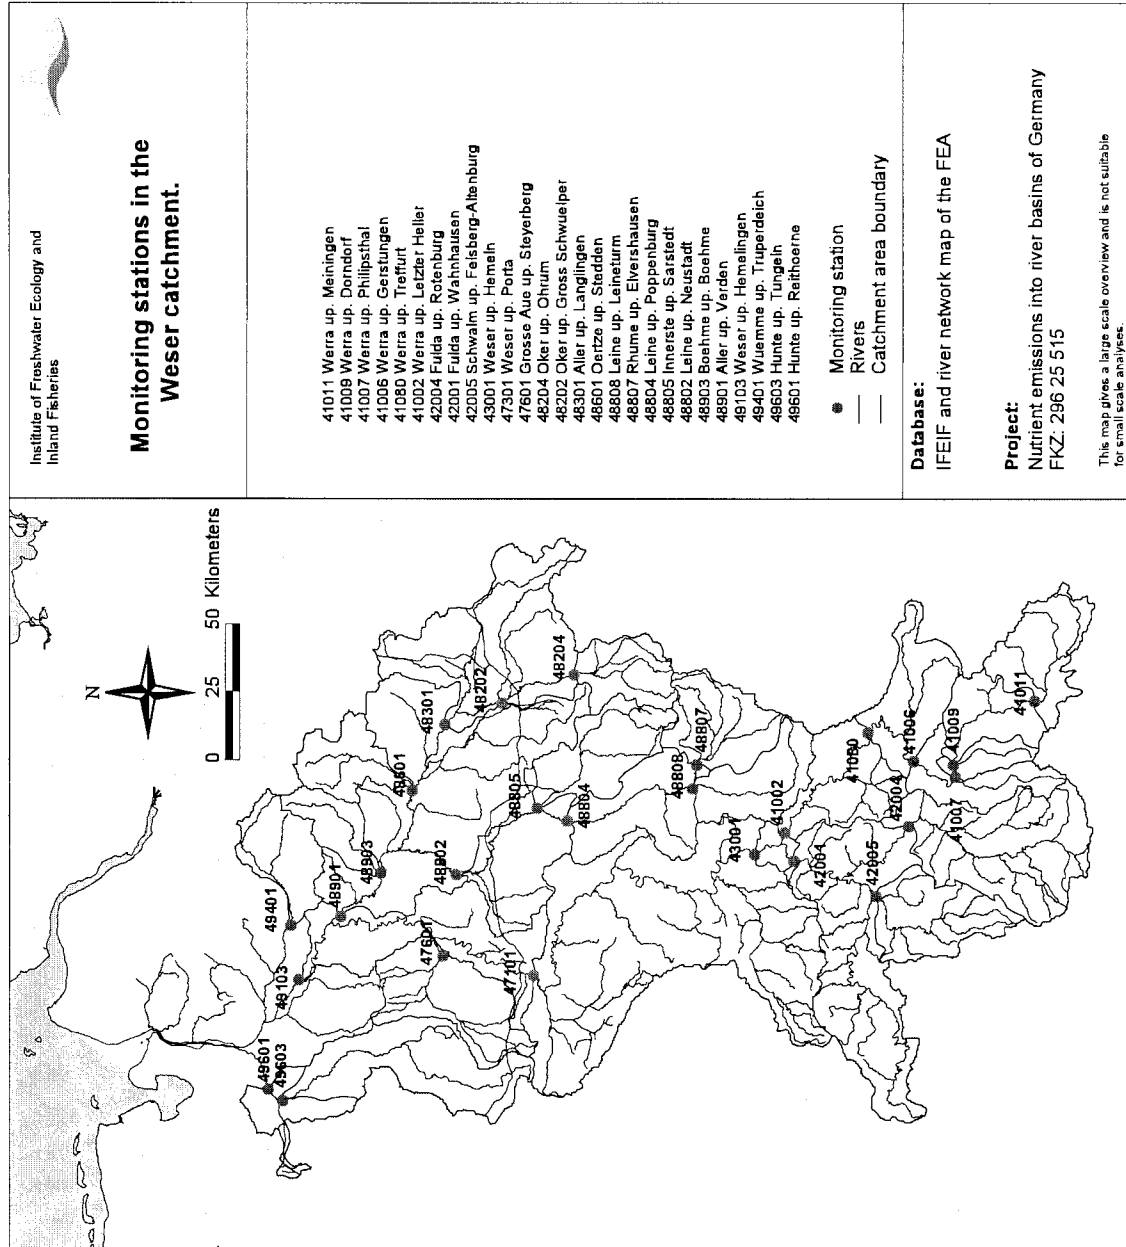 Institute of Freshwater Ecology and
Inland Fisheries
Monitoring stations in the
Weser catchment.
41011 Werra up. Meiningen
41009 Werra up. Dorndorf
41007 Werra up. Philipsthal
41006 Werra up. Gerstungen
41080 Werra up. Treffurt
41002 Werra up. Letzter Heller
42004 Fulda up. Rotenburg
42001 Fulda up. Wahnhausen
42005 Schwalm up. Felsberg-Altenburg
43001 Weser up. Hemeln
47301 Weser up. Porta
47601 Grosse Aue up. Steyerberg
48204 Oker up. Ohrum
48202 Oker up. Gross Schwuelper
48301 Aller up. Langlingen
48601 Oertze up. Stedden
48808 Leine up. Leineturm
48807 Rhume up. Elvershausen
48804 Leine up. Poppenburg
48805 Innerste up. Sarstedt
48802 Leine up. Neustadt
48903 Boehme up. Boehme
48901 Aller up. Verden
49103 Weser up. Hemelingen
49401 Wuemme up. Truperdeich
49603 Hunte up. Tungeln
49601 Hunte up. Reithoerne
Monitoring station
Rivers
Catchment area boundary
Database:
IFEIF and river network map of the FEA
Project:
Nutrient emissions into river basins of Germany
FKZ: 296 25 515
This map gives a large scale overview and is not suitable
for small scale analyses.
N
0 25 50 Kilometers
49601
49603
49103
49401
48901
48903
48601
48301
47601
48802
48202
47101
48805
48804
48204
48808
48807
43001
41002
42004
42005
41080
42004
41006
41007
41009
41011